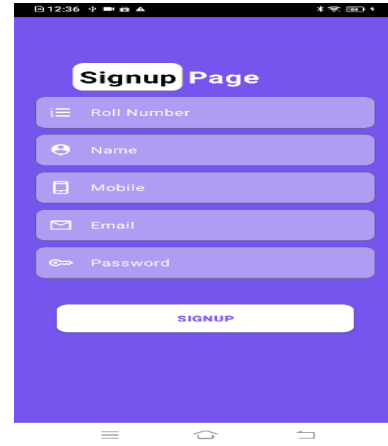 12:36
Signup Page
Roll Number
Name
Mobile
Email
Password
SIGNUP